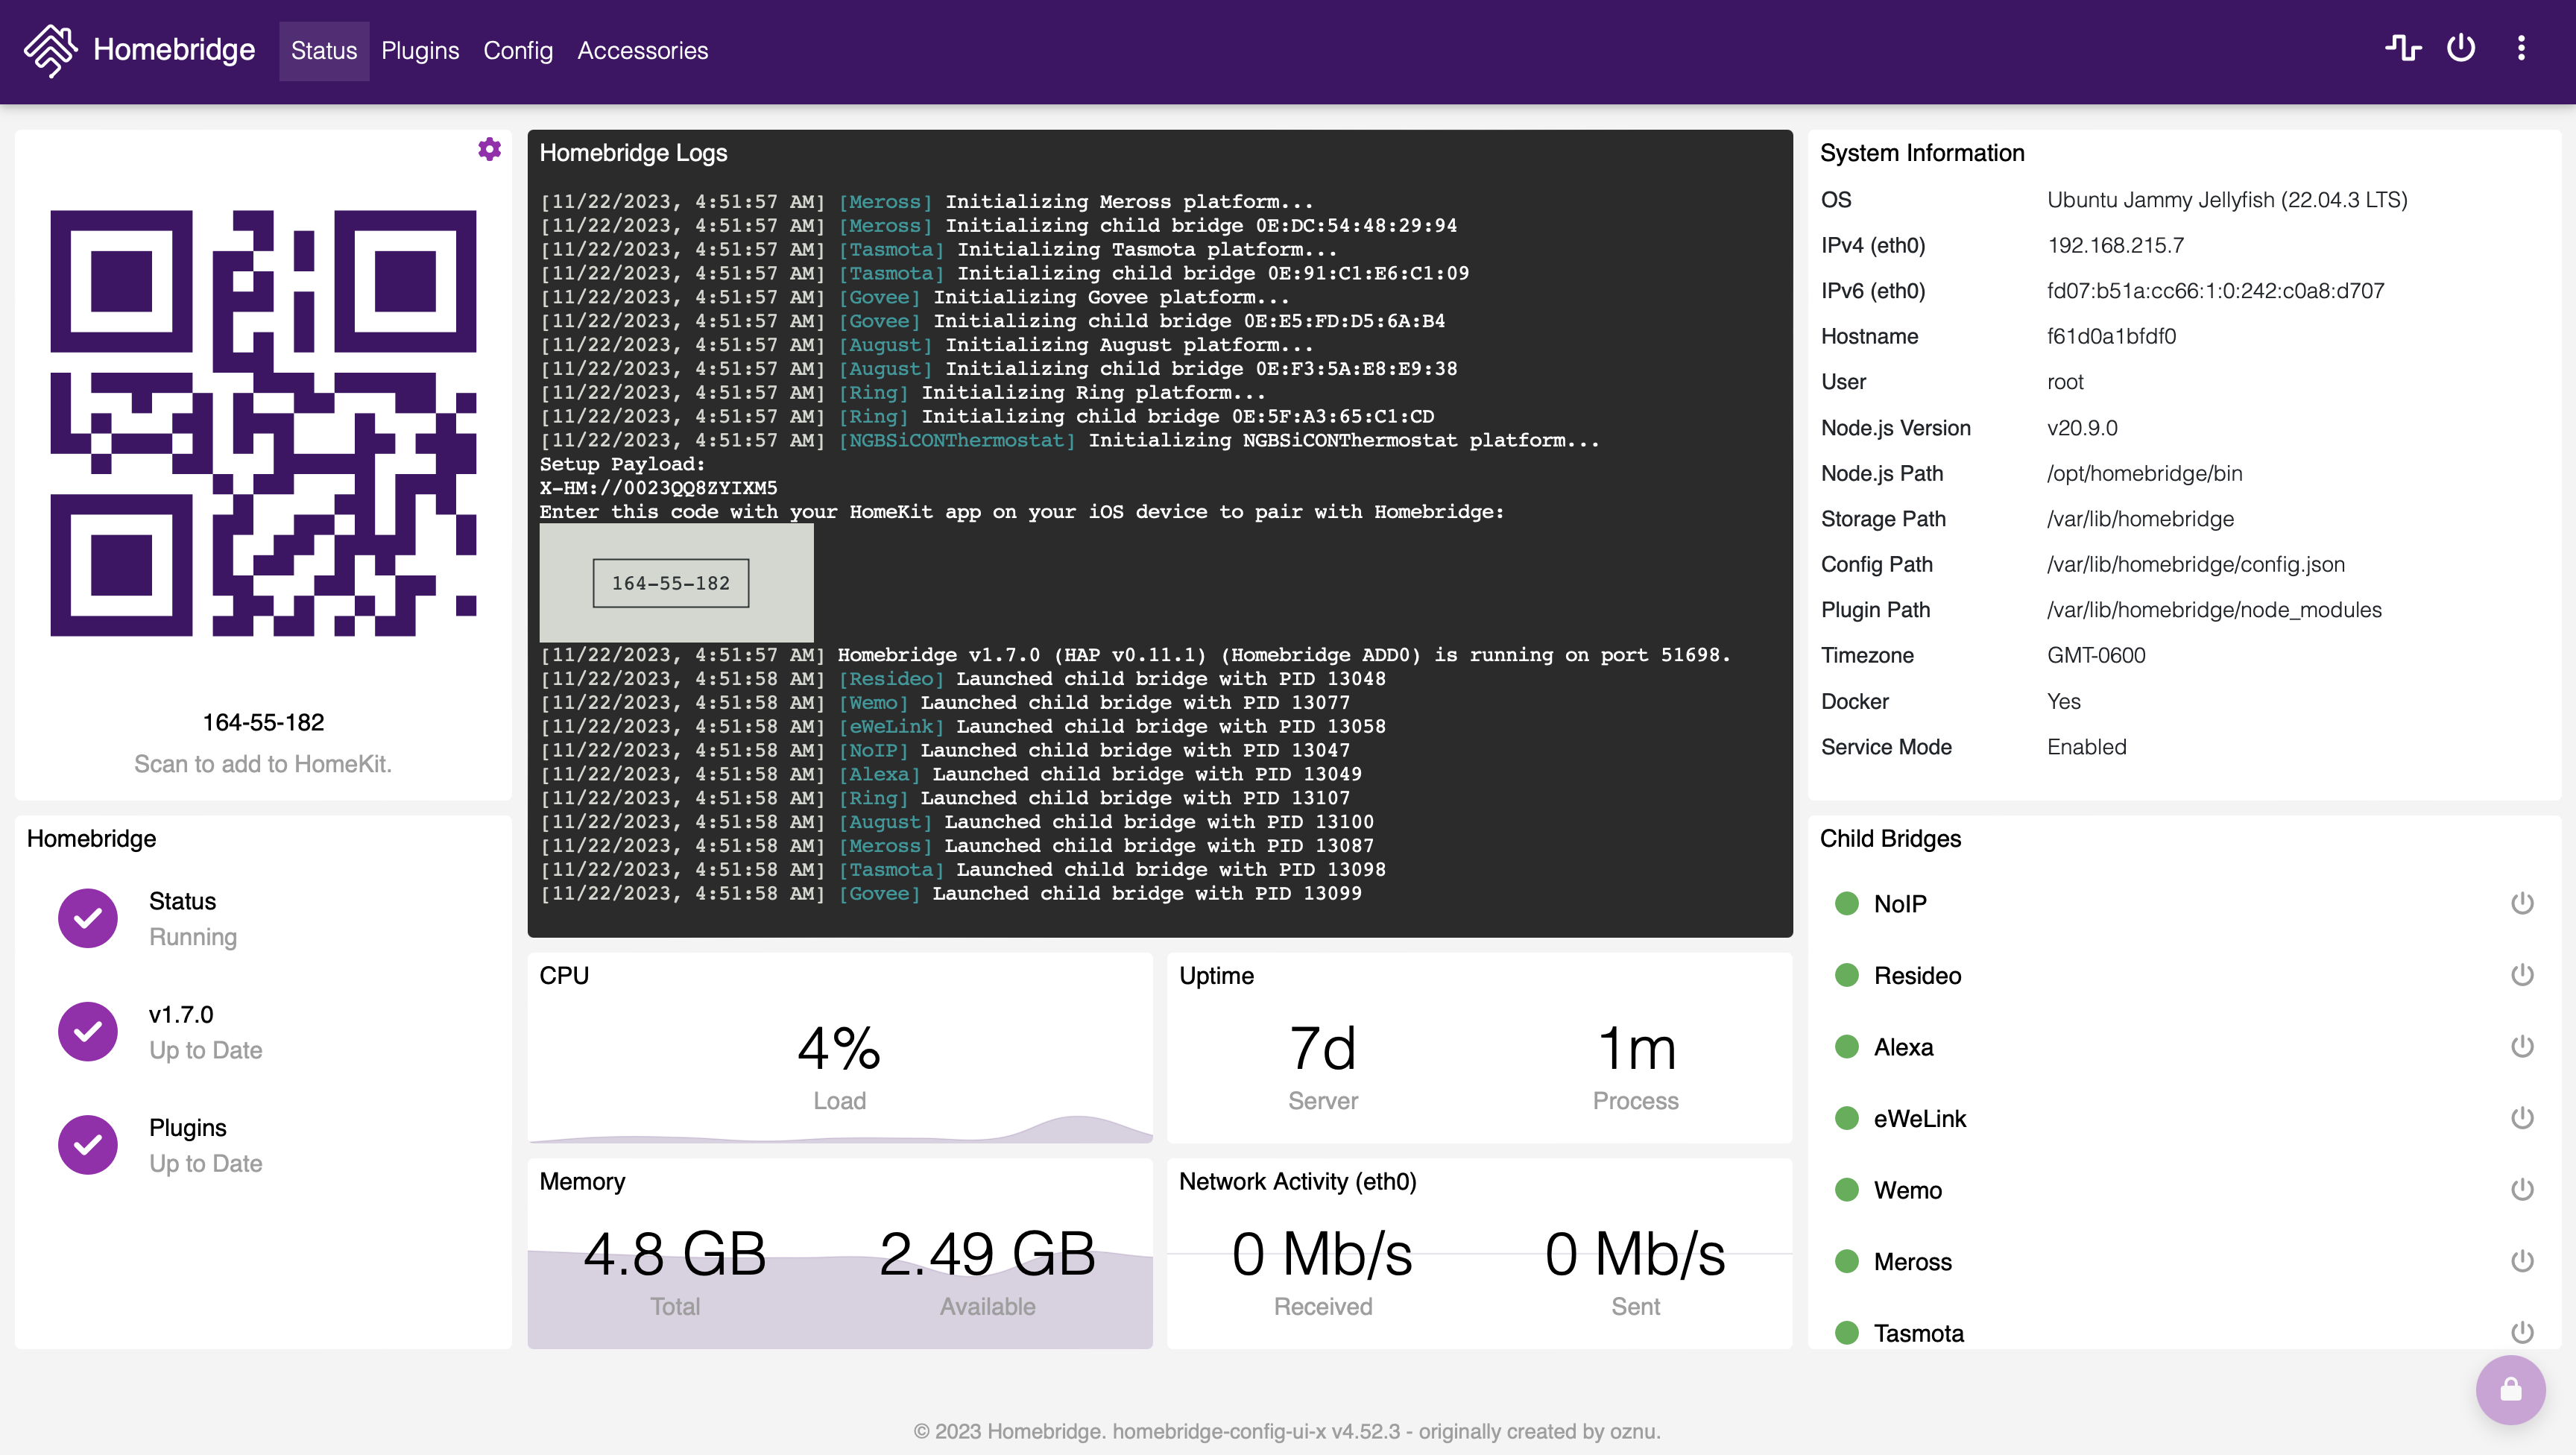 Homebridge Status Plugins Config Accessories
164-55-182
Scan to add to HomeKit.
Homebridge
Status
Running
v1.7.0
Up to Date
Plugins
Up to Date
Homebridge Logs
[11/22/2023, 4:51:57 AM] [Meross] Initializing Meross platform...
[11/22/2023, 4:51:57 AM] [Meross] Initializing child bridge 0E:DC:54:48:29:94
[11/22/2023, 4:51:57 AM] [Tasmota] Initializing Tasmota platform...
[11/22/2023, 4:51:57 AM] [Tasmota] Initializing child bridge 0E:91:C1:E6:C1:09
[11/22/2023, 4:51:57 AM] [Govee] Initializing Govee platform...
[11/22/2023, 4:51:57 AM] [Govee] Initializing child bridge 0E:E5:FD:D5:6A:B4
[11/22/2023, 4:51:57 AM] [August] Initializing August platform...
[11/22/2023, 4:51:57 AM] [August] Initializing child bridge 0E:F3:5A:E8:E9:38
[11/22/2023, 4:51:57 AM] [Ring] Initializing Ring platform...
[11/22/2023, 4:51:57 AM] [Ring] Initializing child bridge 0E:5F:A3:65:C1:CD
[11/22/2023, 4:51:57 AM] [NGBSiCONThermostat] Initializing NGBSiCONThermostat platform...
Setup Payload:
X-HM://0023QQ8ZYIXM5
Enter this code with your HomeKit app on your iOS device to pair with Homebridge:
164-55-182
[11/22/2023, 4:51:57 AM] Homebridge v1.7.0 (HAP v0.11.1) (Homebridge ADD0) is running on port 51698.
[11/22/2023, 4:51:58 AM] [Resideo] Launched child bridge with PID 13048
[11/22/2023, 4:51:58 AM] [Wemo] Launched child bridge with PID 13077
[11/22/2023, 4:51:58 AM] [eWeLink] Launched child bridge with PID 13058
[11/22/2023, 4:51:58 AM] [NoIP] Launched child bridge with PID 13047
[11/22/2023, 4:51:58 AM] [Alexa] Launched child bridge with PID 13049
[11/22/2023, 4:51:58 AM] [Ring] Launched child bridge with PID 13107
[11/22/2023, 4:51:58 AM] [August] Launched child bridge with PID 13100
[11/22/2023, 4:51:58 AM] [Meross] Launched child bridge with PID 13087
[11/22/2023, 4:51:58 AM] [Tasmota] Launched child bridge with PID 13098
[11/22/2023, 4:51:58 AM] [Govee] Launched child bridge with PID 13099
CPU
4%
Load
Uptime
7d 1m
Server Process
Memory
4.8 GB 2.49 GB
Total Available
Network Activity (eth0)
0 Mb/s 0 Mb/s
Received Sent
System Information
OS Ubuntu Jammy Jellyfish (22.04.3 LTS)
IPv4 (eth0) 192.168.215.7
IPv6 (eth0) fd07:b51a:cc66:1:0:242:c0a8:d707
Hostname f61d0a1bfdf0
User root
Node.js Version v20.9.0
Node.js Path /opt/homebridge/bin
Storage Path /var/lib/homebridge
Config Path /var/lib/homebridge/config.json
Plugin Path /var/lib/homebridge/node_modules
Timezone GMT-0600
Docker Yes
Service Mode Enabled
Child Bridges
NoIP
Resideo
Alexa
eWeLink
Wemo
Meross
Tasmota
© 2023 Homebridge. homebridge-config-ui-x v4.52.3 - originally created by oznu.